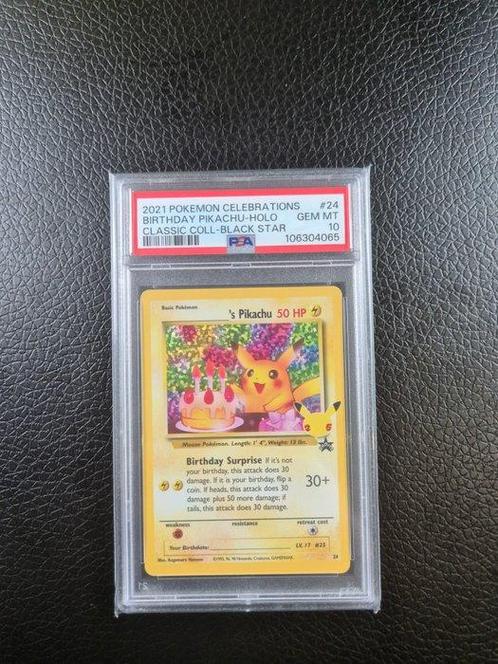 2021 POKEMON CELEBRATIONS #24
BIRTHDAY PIKACHU-HOLO GEM MT
CLASSIC COLL-BLACK STAR 10
PSA 106304065
Basic Pokémon
's Pikachu 50 HP
Mouse Pokémon. Length: 1' 4", Weight: 13 lbs.
Birthday Surprise If it's not
your birthday, this attack does 30
damage. If it is your birthday, flip a
coin. If heads, this attack does 30
damage plus 50 more damage; if
tails, this attack does 30 damage.
30+
weakness resistance retreat cost
Your Birthdate:
LV. 17 #25
Illus. Kagemaru Himeno
24